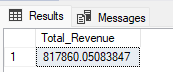 Results Messages
Total_Revenue
1 817860.05083847